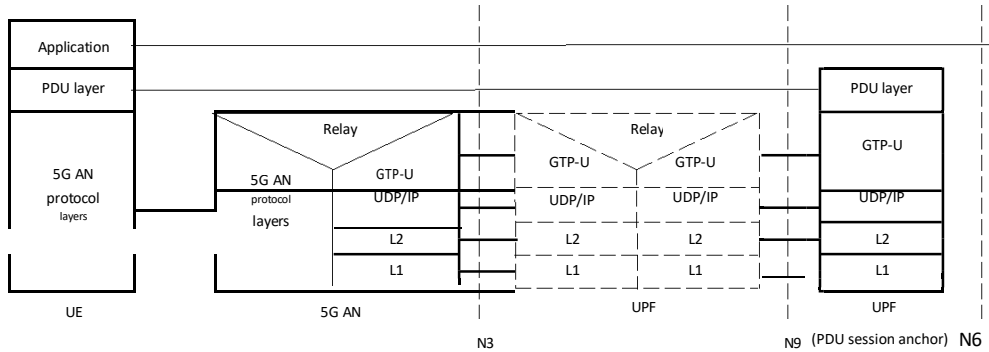 Application
PDU layer
PDU layer
Relay
Relay
5G AN
protocol
layers
5G AN
protocol
layers
GTP-U
UDP/IP
L2
L1
GTP-U
GTP-U
UDP/IP
UDP/IP
L2
L2
L1
L1
GTP-U
UDP/IP
L2
L1
UE
5G AN
UPF
UPF
N3
N9
(PDU session anchor)
N6